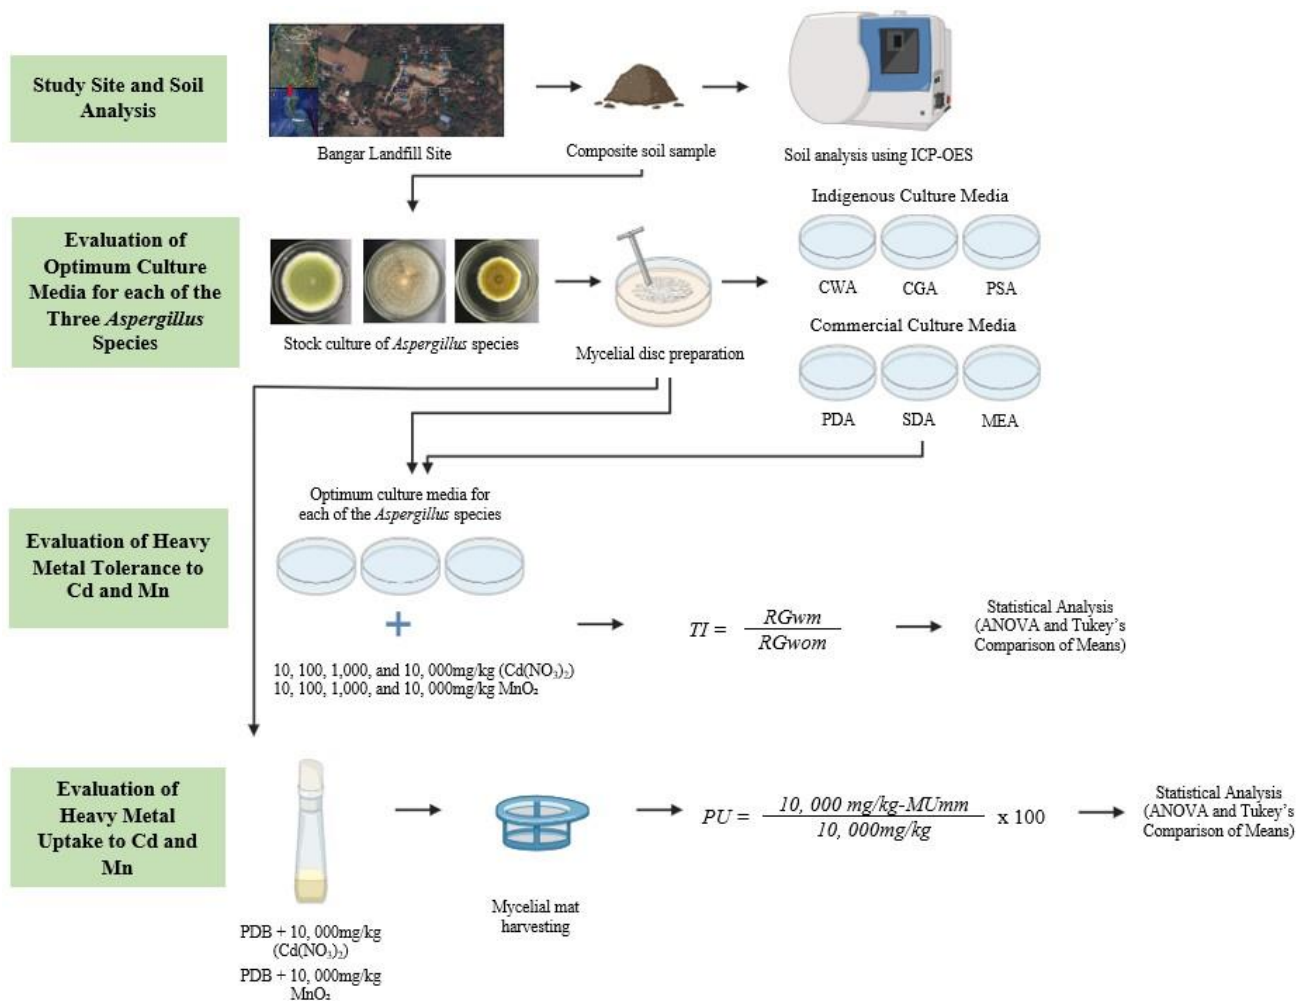 Study Site and Soil
Analysis
Bangar Landfill Site
Composite soil sample
Soil analysis using ICP-OES
Evaluation of
Optimum Culture
Media for each of the
Three Aspergillus
Species
Stock culture of Aspergillus species
Mycelial disc preparation
Indigenous Culture Media
CWA
CGA
PSA
Commercial Culture Media
PDA
SDA
MEA
Evaluation of Heavy
Metal Tolerance to
Cd and Mn
Optimum culture media for
each of the Aspergillus species
+
10, 100, 1,000, and 10, 000mg/kg (Cd(NO₃)₂)
10, 100, 1,000, and 10, 000mg/kg MnO₂
TI = RGwm / RGwom
Statistical Analysis
(ANOVA and Tukey's
Comparison of Means)
Evaluation of
Heavy Metal
Uptake to Cd and
Mn
PDB + 10, 000mg/kg
(Cd(NO₃)₂)
PDB + 10, 000mg/kg
MnO₂
Mycelial mat
harvesting
PU = 10, 000 mg/kg-MUmm / 10, 000mg/kg x 100
Statistical Analysis
(ANOVA and Tukey's
Comparison of Means)